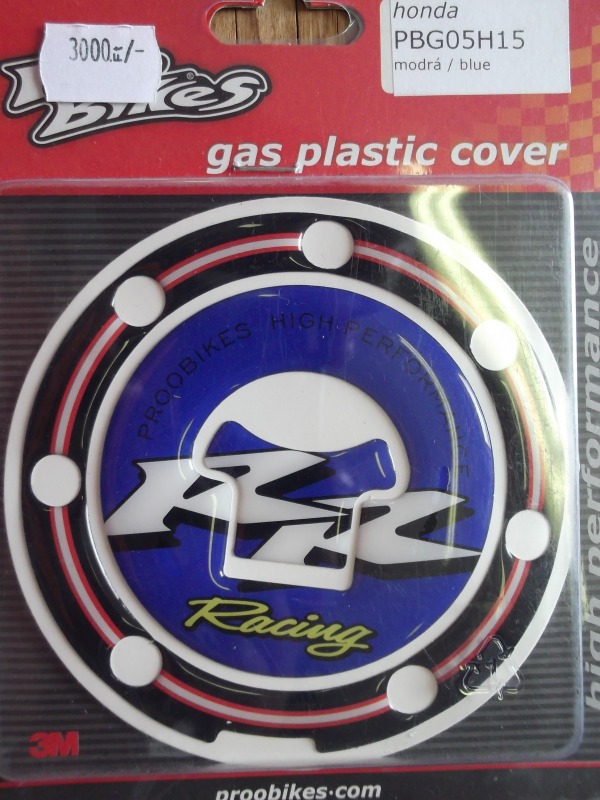 3000 Ft/-
Bikes
honda
PBG05H15
modrá / blue
gas plastic cover
PROOBIKES HIGH-PERFORMANCE
RR
Racing
high performance
3M
proobikes.com